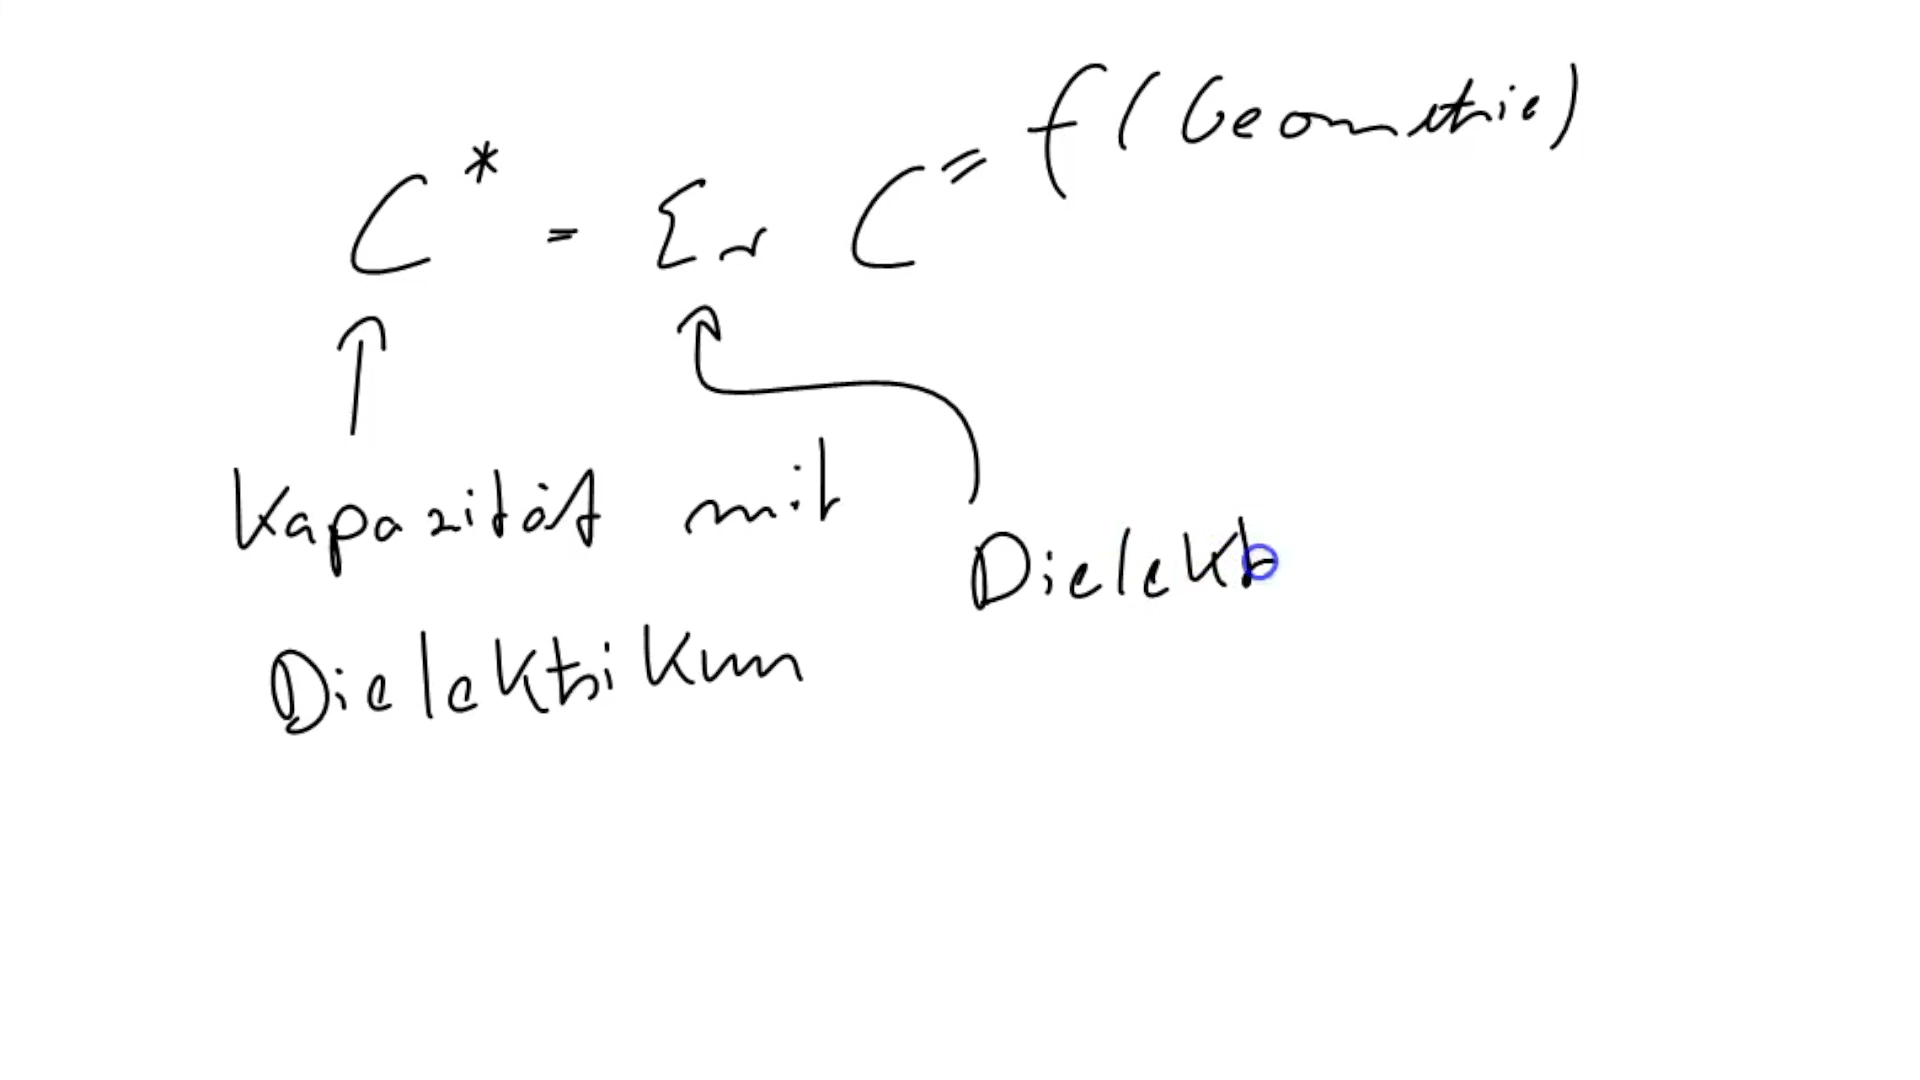 C* = εr C = f(Geometrie)
Kapazität mit
Dielektrikum
Dielekt